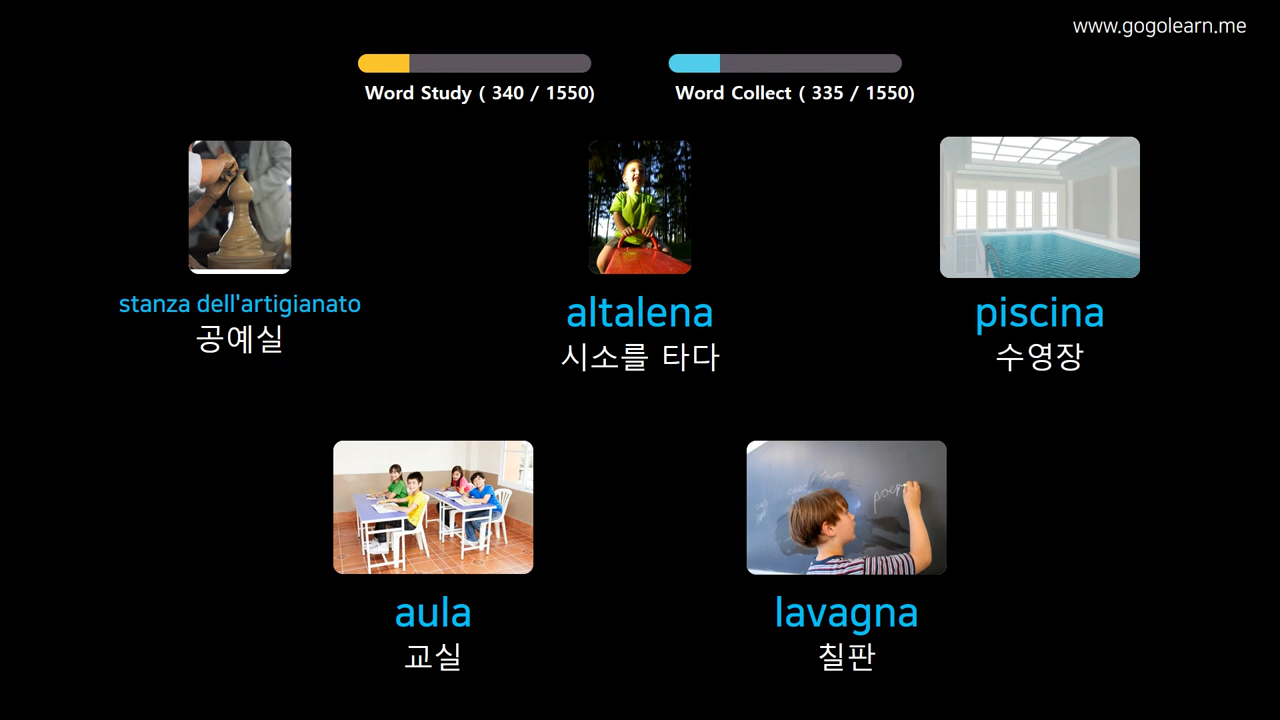 www.gogolearn.me
Word Study ( 340 / 1550)
Word Collect ( 335 / 1550)
stanza dell'artigianato
공예실
altalena
시소를 타다
piscina
수영장
aula
교실
lavagna
칠판